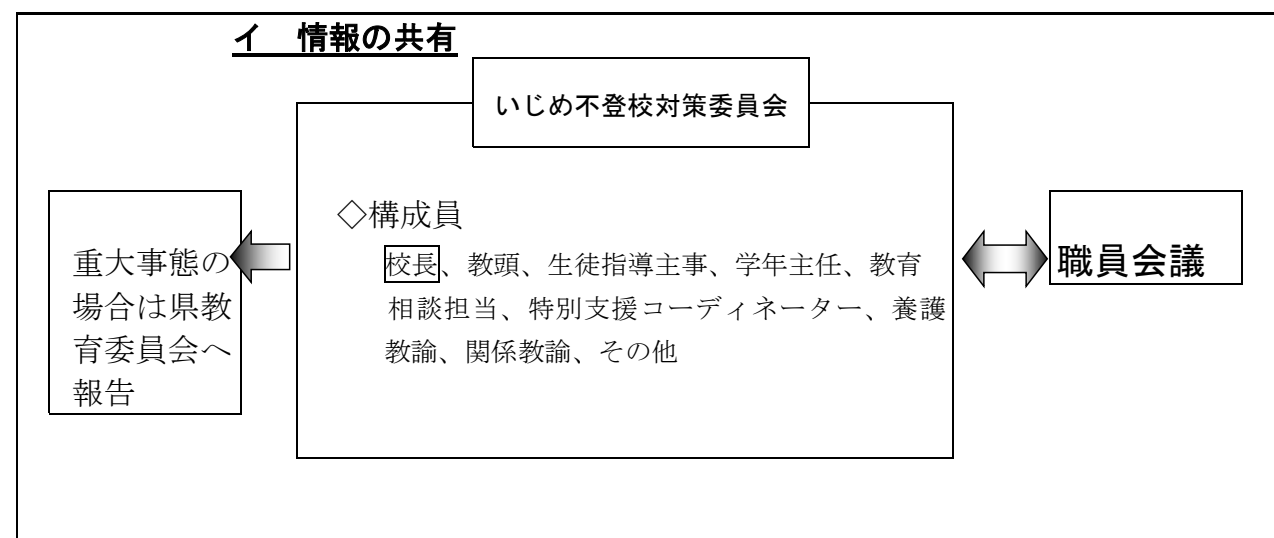 イ　情報の共有
いじめ不登校対策委員会
重大事態の
場合は県教
育委員会へ
報告
◇構成員
校長、教頭、生徒指導主事、学年主任、教育
相談担当、特別支援コーディネーター、養護
教諭、関係教諭、その他
職員会議